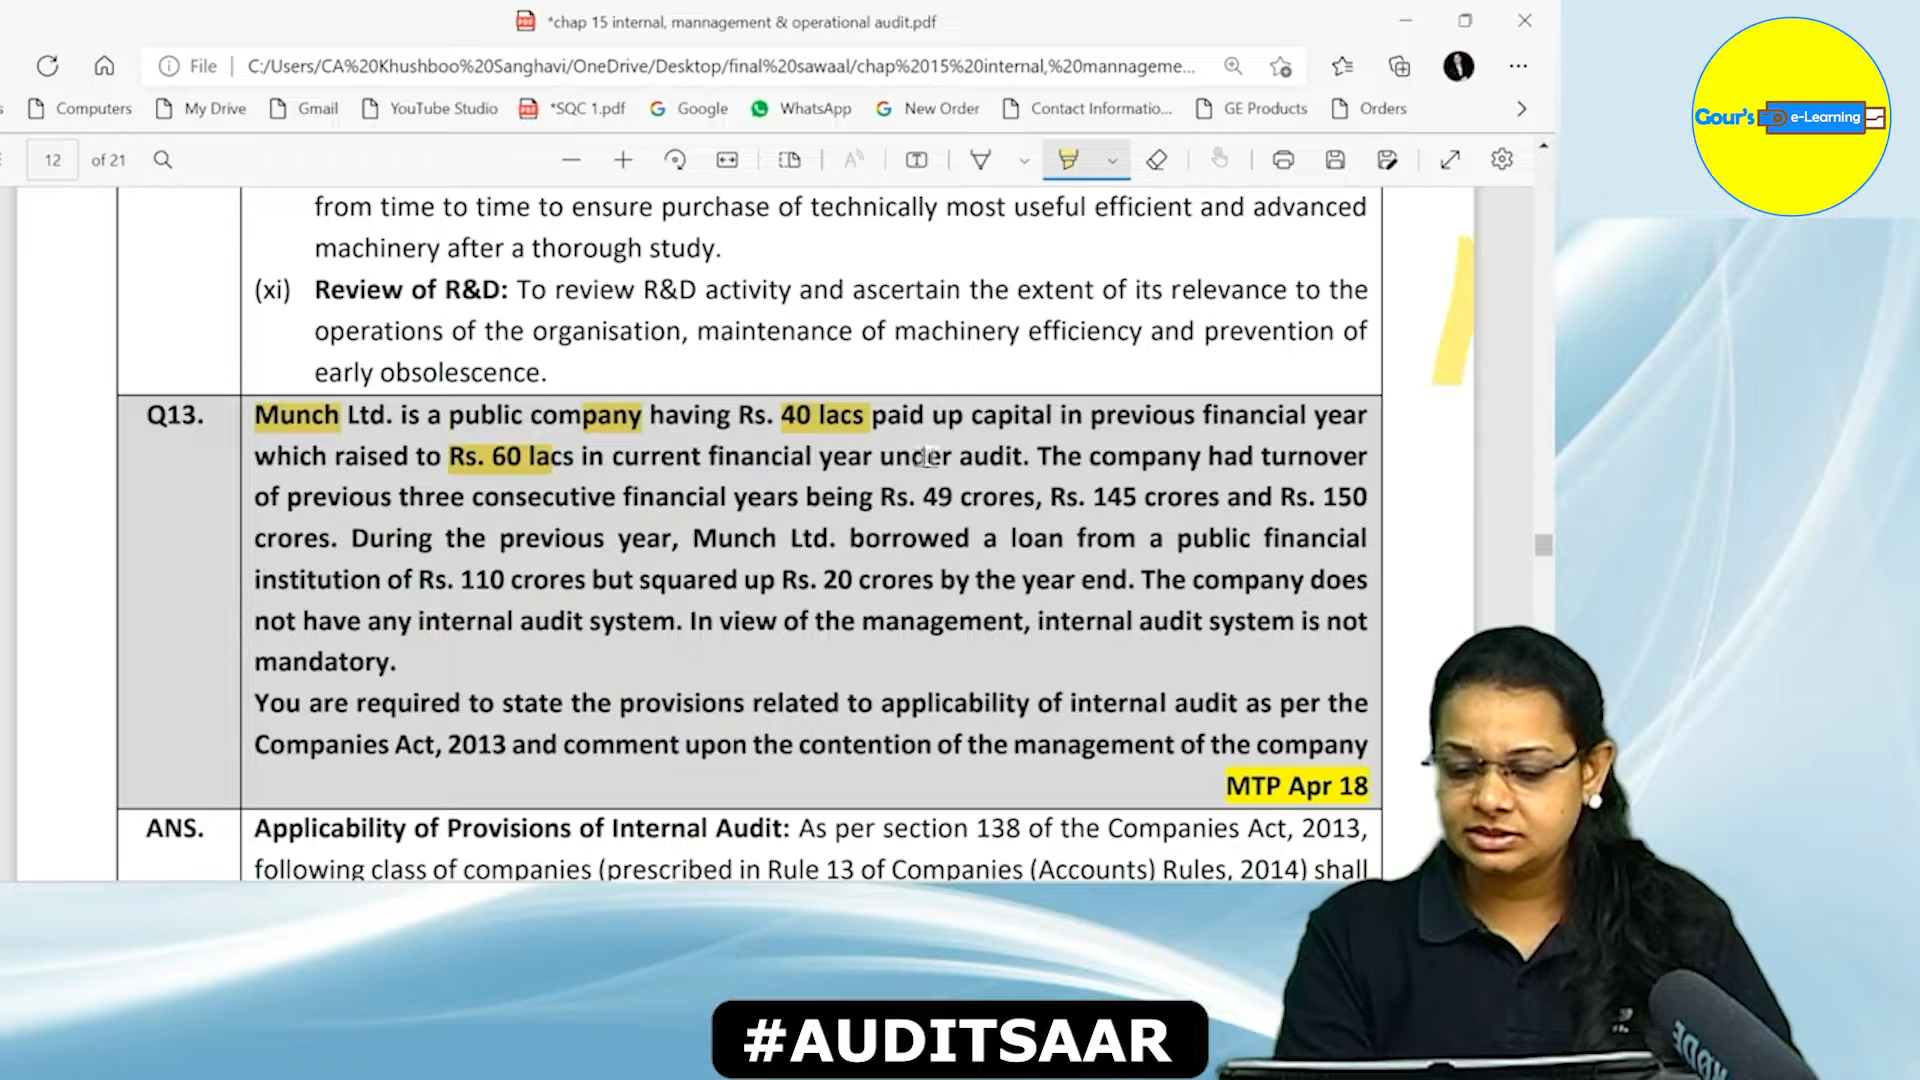 *chap 15 internal, mannagement & operational audit.pdf
File
C:/Users/CA%20Khushboo%20Sanghavi/OneDrive/Desktop/final%20sawaal/chap%2015%20internal,%20mannageme...
Computers
My Drive
Gmail
YouTube Studio
*SQC 1.pdf
Google
WhatsApp
New Order
Contact Informatio...
GE Products
Orders
Gour's e-Learning
12 of 21
from time to time to ensure purchase of technically most useful efficient and advanced
machinery after a thorough study.
(xi) Review of R&D: To review R&D activity and ascertain the extent of its relevance to the
operations of the organisation, maintenance of machinery efficiency and prevention of
early obsolescence.
Q13. Munch Ltd. is a public company having Rs. 40 lacs paid up capital in previous financial year
which raised to Rs. 60 lacs in current financial year under audit. The company had turnover
of previous three consecutive financial years being Rs. 49 crores, Rs. 145 crores and Rs. 150
crores. During the previous year, Munch Ltd. borrowed a loan from a public financial
institution of Rs. 110 crores but squared up Rs. 20 crores by the year end. The company does
not have any internal audit system. In view of the management, internal audit system is not
mandatory.
You are required to state the provisions related to applicability of internal audit as per the
Companies Act, 2013 and comment upon the contention of the management of the company
MTP Apr 18
ANS. Applicability of Provisions of Internal Audit: As per section 138 of the Companies Act, 2013,
following class of companies (prescribed in Rule 13 of Companies (Accounts) Rules, 2014) shall
#AUDITSAAR